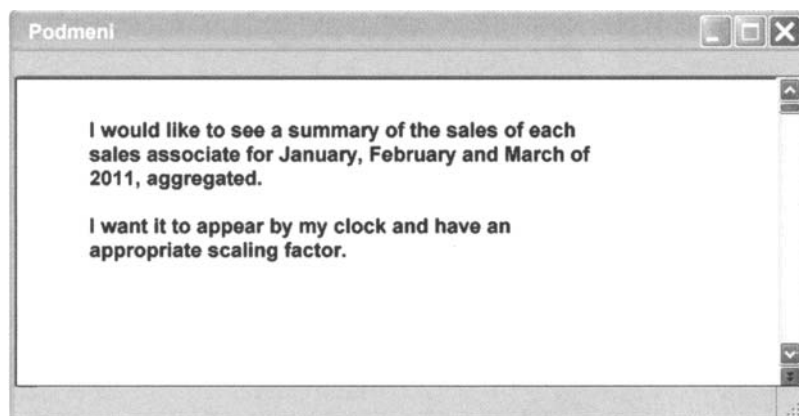 Podmeni
I would like to see a summary of the sales of each
sales associate for January, February and March of
2011, aggregated.
I want it to appear by my clock and have an
appropriate scaling factor.